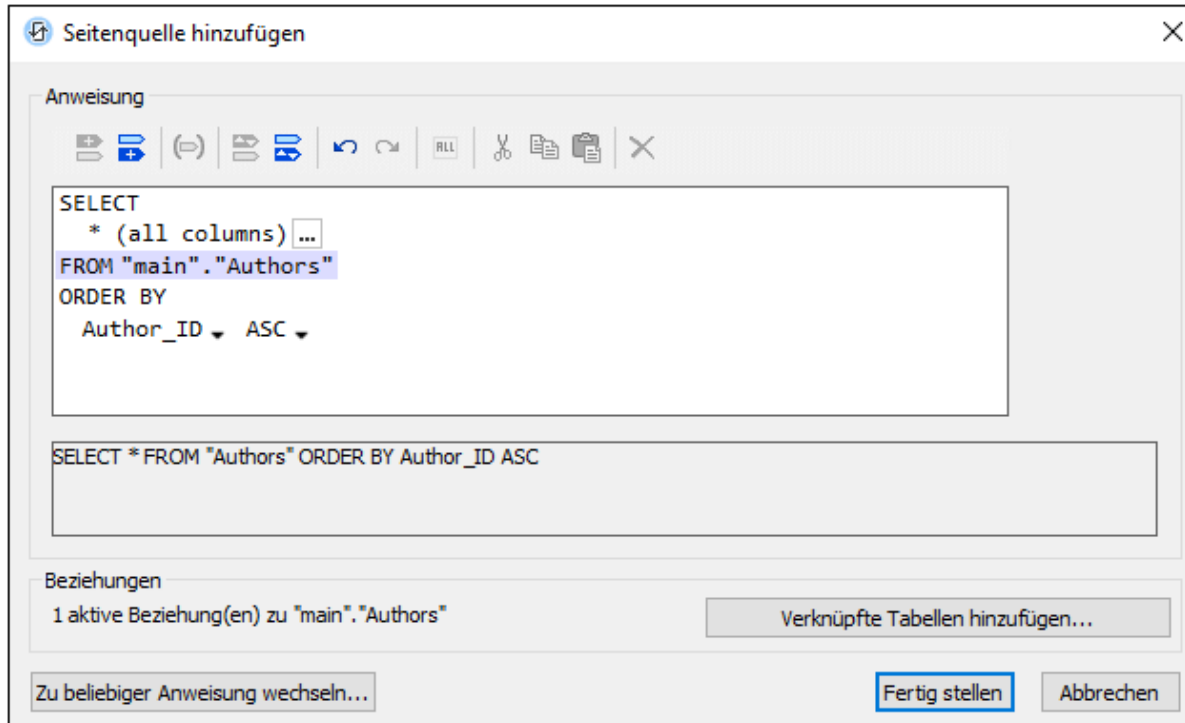 Seitenquelle hinzufügen
Anweisung
ALL
SELECT
* (all columns) ...
FROM "main"."Authors"
ORDER BY
Author_ID ASC
SELECT * FROM "Authors" ORDER BY Author_ID ASC
Beziehungen
1 aktive Beziehung(en) zu "main"."Authors"
Verknüpfte Tabellen hinzufügen...
Zu beliebiger Anweisung wechseln...
Fertig stellen
Abbrechen